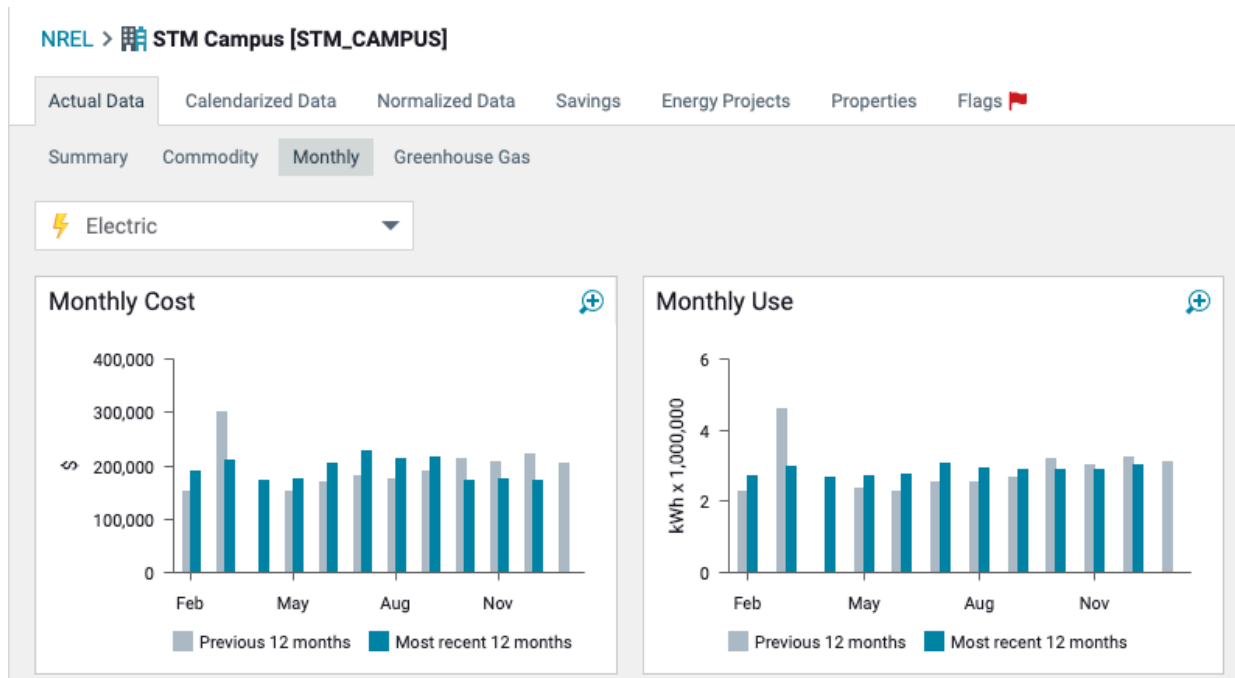 NREL > STM Campus [STM_CAMPUS]
Actual Data Calendarized Data Normalized Data Savings Energy Projects Properties Flags
Summary Commodity Monthly Greenhouse Gas
Electric
Monthly Cost
400,000
300,000
200,000
100,000
0
$
Feb May Aug Nov
Previous 12 months Most recent 12 months
Monthly Use
6
4
2
0
kWh x 1,000,000
Feb May Aug Nov
Previous 12 months Most recent 12 months